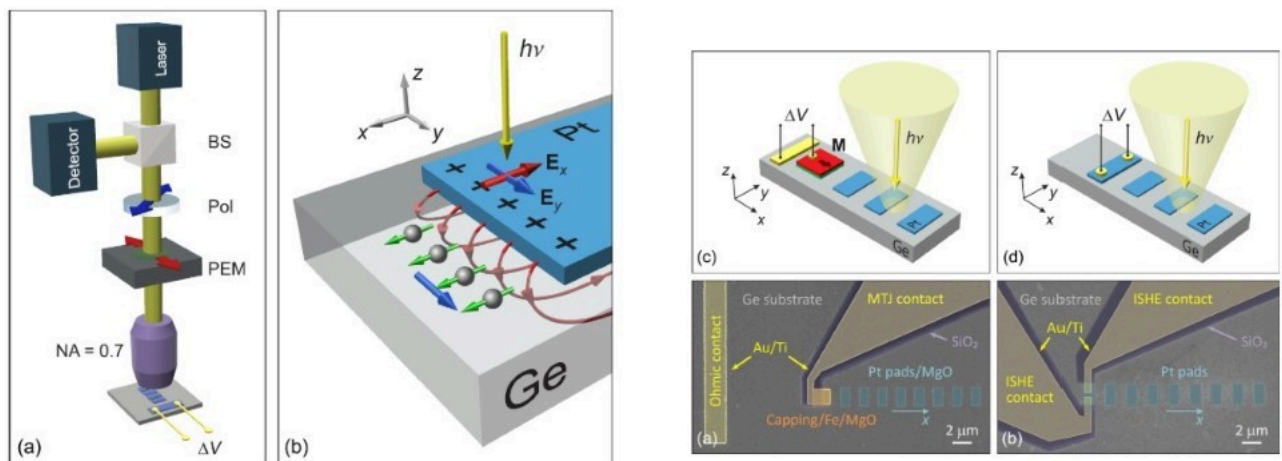 Laser
Detector
BS
Pol
PEM
NA = 0.7
ΔV
(a)
hν
z
x
y
Pt
Eₓ
Eᵧ
Ge
(b)
ΔV
M
hν
z
y
x
Pt
Ge
(c)
ΔV
hν
z
y
x
Pt
Ge
(d)
Ohmic contact
Ge substrate
MTJ contact
Au/Ti
SiO₂
Pt pads/MgO
Capping/Fe/MgO
x
2 μm
(a)
Ge substrate
ISHE contact
Au/Ti
SiO₂
ISHE
contact
Pt pads
x
2 μm
(b)